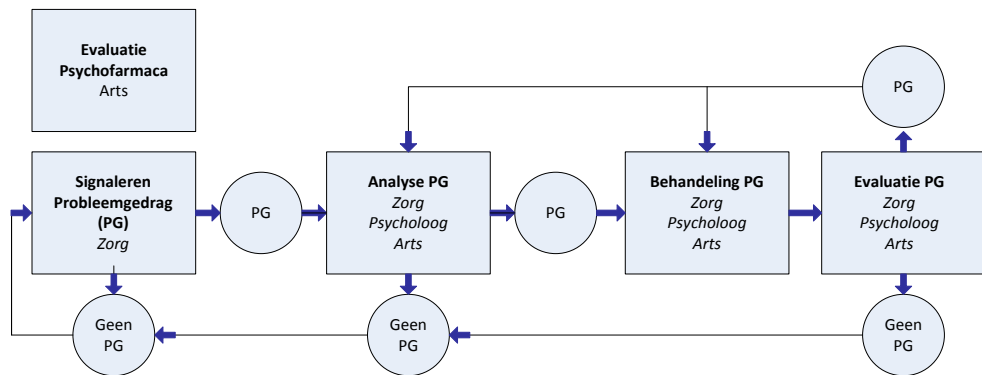 Evaluatie
Psychofarmaca
Arts
PG
Signaleren
Probleemgedrag
(PG)
Zorg
PG
Analyse PG
Zorg
Psycholoog
Arts
PG
Behandeling PG
Zorg
Psycholoog
Arts
Evaluatie PG
Zorg
Psycholoog
Arts
Geen
PG
Geen
PG
Geen
PG